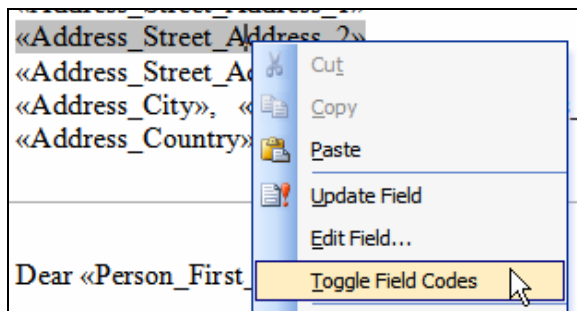 «Address_Street_Address_2»
«Address_Street_Ad
«Address_City», «
«Address_Country»
Dear «Person_First_
Cut
Copy
Paste
Update Field
Edit Field...
Toggle Field Codes